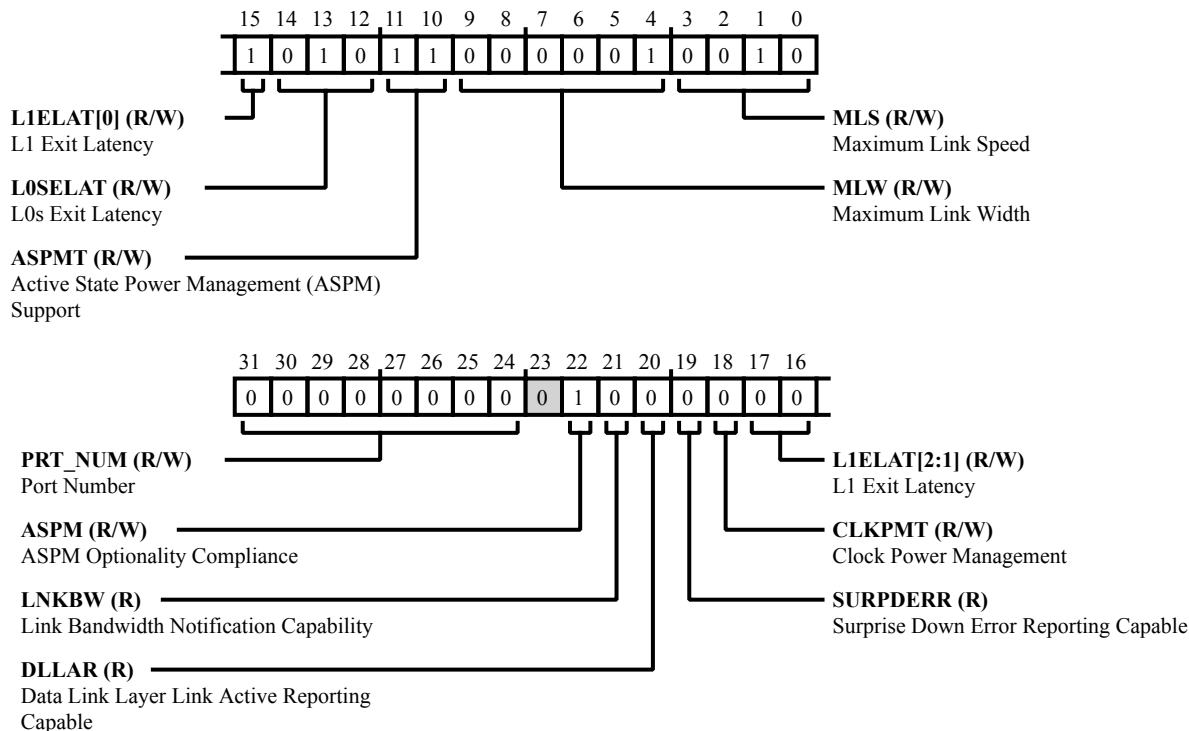 15 14 13 12 11 10 9 8 7 6 5 4 3 2 1 0
1 0 1 0 1 1 0 0 0 0 0 1 0 0 1 0
L1ELAT[0] (R/W)
L1 Exit Latency
MLS (R/W)
Maximum Link Speed
L0SELAT (R/W)
L0s Exit Latency
MLW (R/W)
Maximum Link Width
ASPMT (R/W)
Active State Power Management (ASPM)
Support
31 30 29 28 27 26 25 24 23 22 21 20 19 18 17 16
0 0 0 0 0 0 0 0 0 1 0 0 0 0 0 0
PRT_NUM (R/W)
Port Number
L1ELAT[2:1] (R/W)
L1 Exit Latency
ASPM (R/W)
ASPM Optionality Compliance
CLKPMT (R/W)
Clock Power Management
LNKBW (R)
Link Bandwidth Notification Capability
SURPDERR (R)
Surprise Down Error Reporting Capable
DLLAR (R)
Data Link Layer Link Active Reporting
Capable